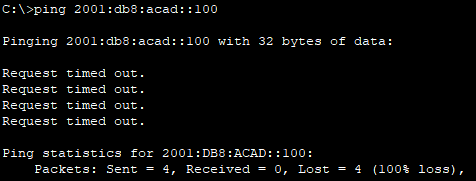 C:\>ping 2001:db8:acad::100
Pinging 2001:db8:acad::100 with 32 bytes of data:
Request timed out.
Request timed out.
Request timed out.
Request timed out.
Ping statistics for 2001:DB8:ACAD::100:
Packets: Sent = 4, Received = 0, Lost = 4 (100% loss),